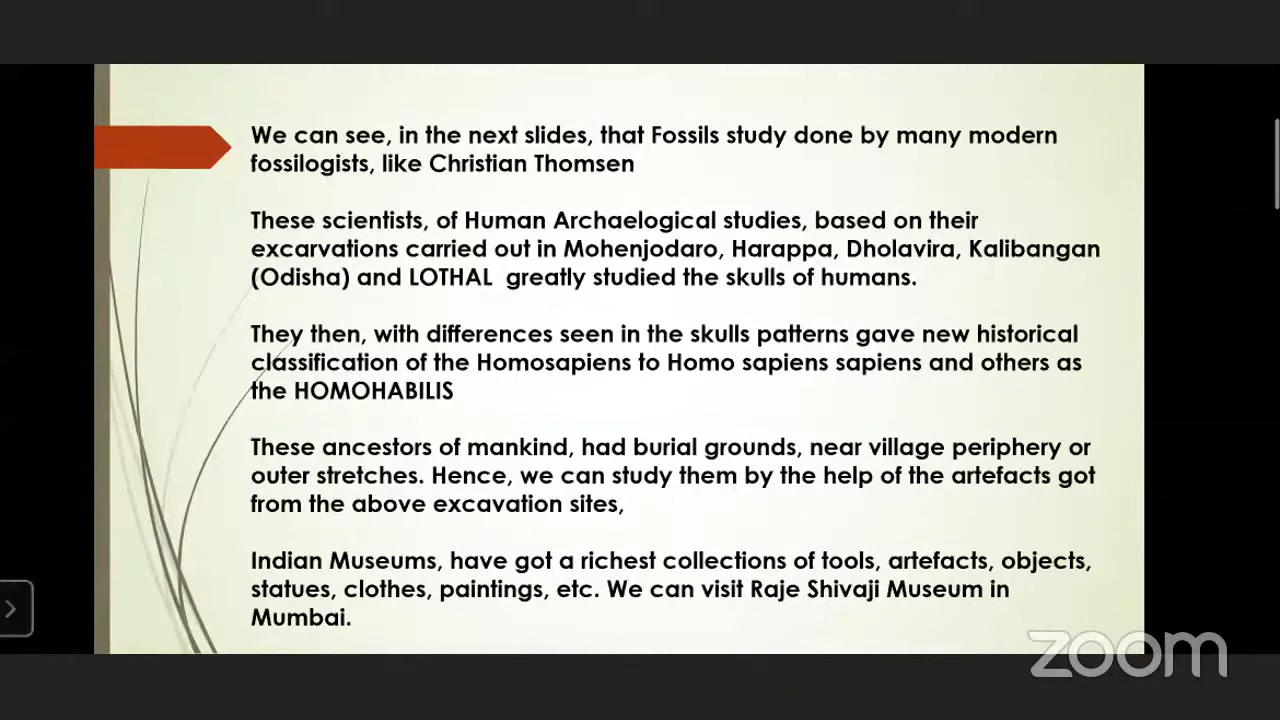 We can see, in the next slides, that Fossils study done by many modern
fossilogists, like Christian Thomsen
These scientists, of Human Archaelogical studies, based on their
excarvations carried out in Mohenjodaro, Harappa, Dholavira, Kalibangan
(Odisha) and LOTHAL greatly studied the skulls of humans.
They then, with differences seen in the skulls patterns gave new historical
classification of the Homosapiens to Homo sapiens sapiens and others as
the HOMOHABILIS
These ancestors of mankind, had burial grounds, near village periphery or
outer stretches. Hence, we can study them by the help of the artefacts got
from the above excavation sites,
Indian Museums, have got a richest collections of tools, artefacts, objects,
statues, clothes, paintings, etc. We can visit Raje Shivaji Museum in
Mumbai.
zoom